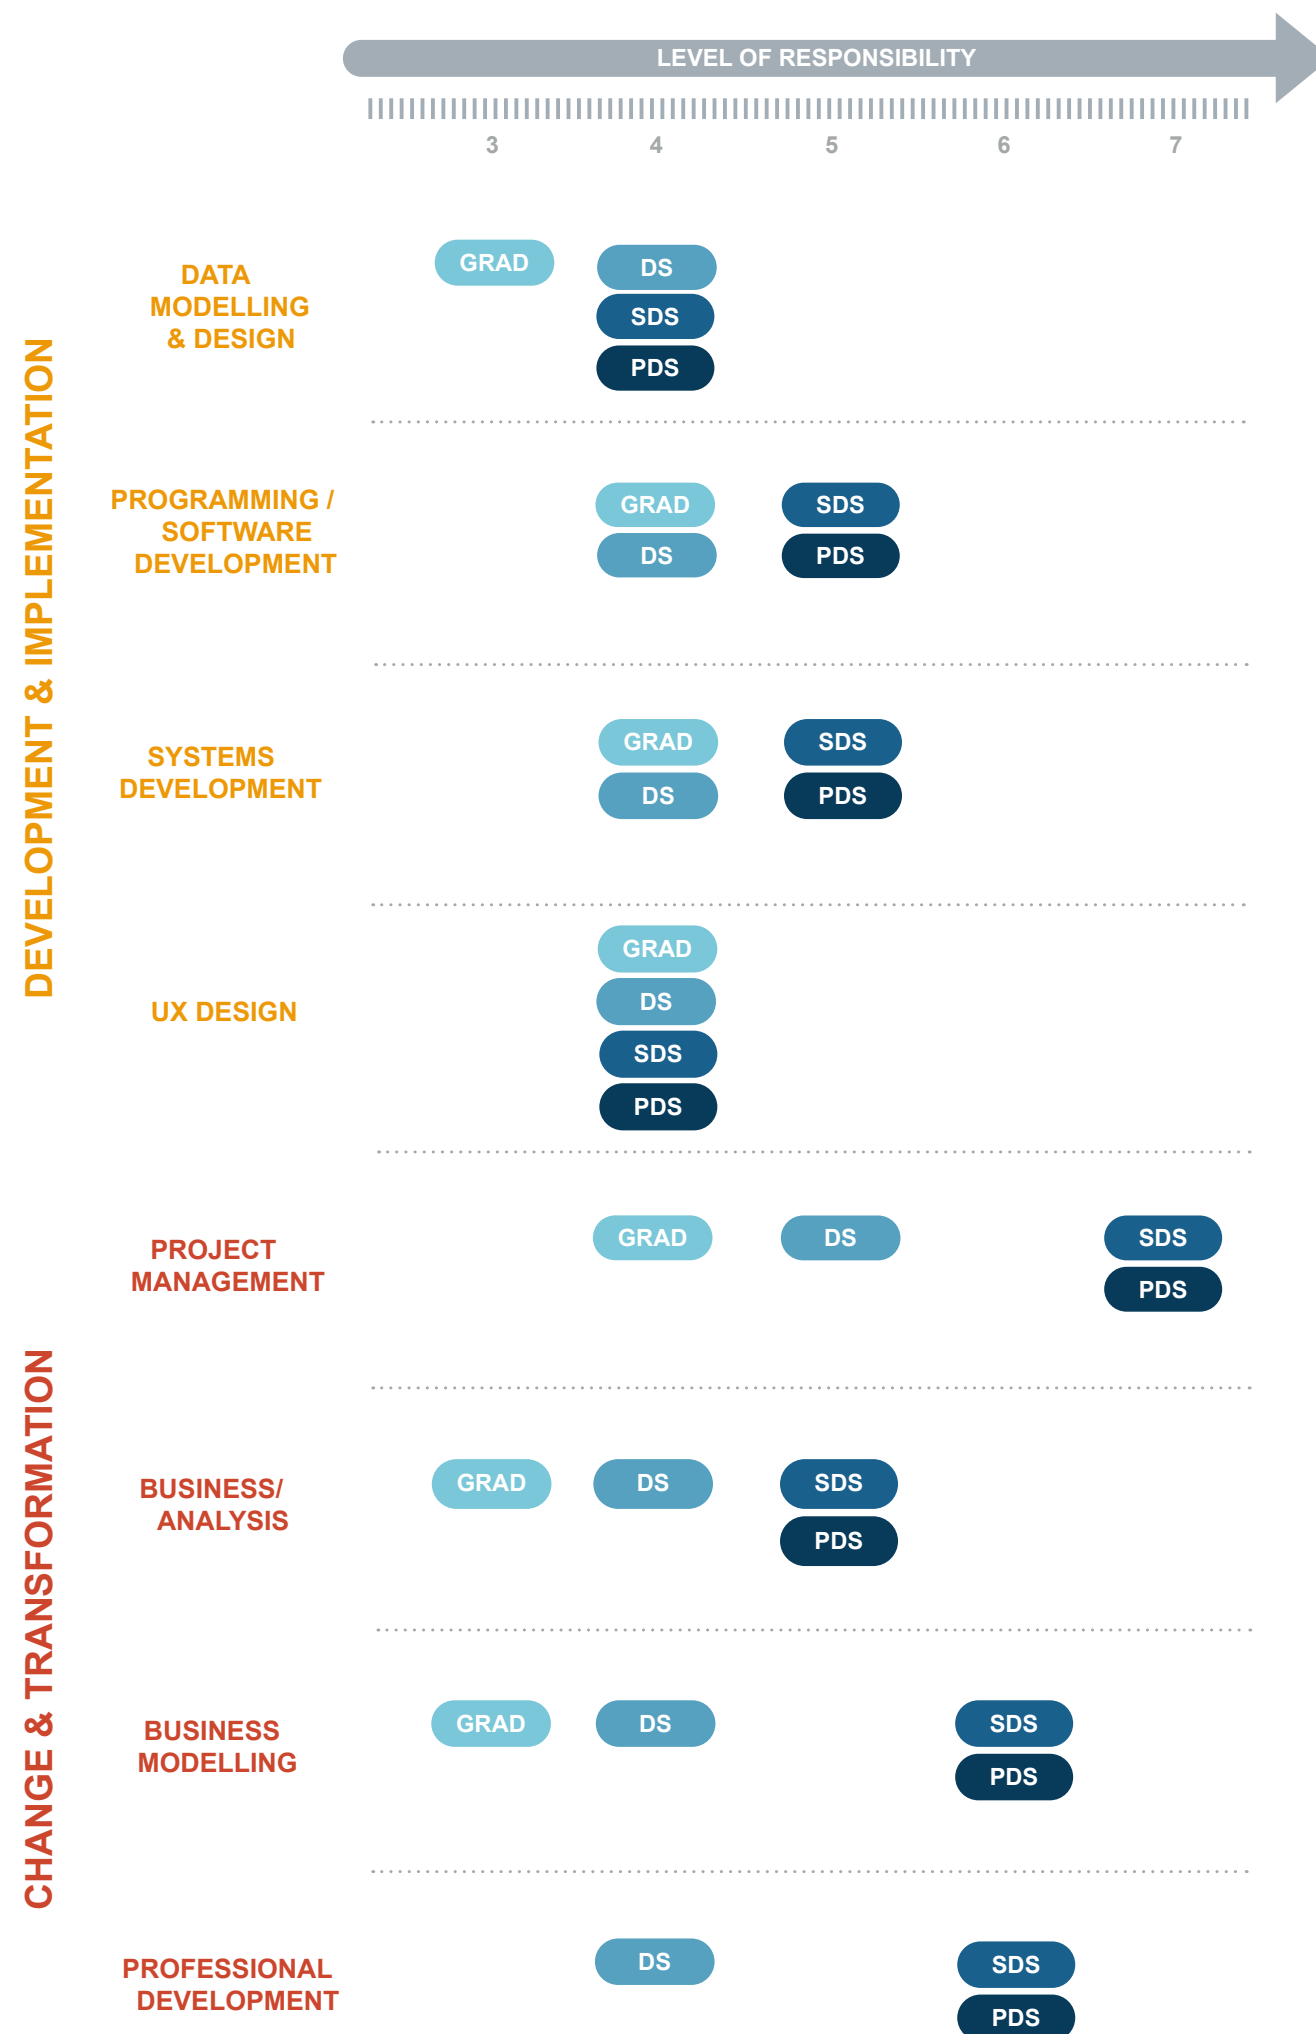 LEVEL OF RESPONSIBILITY
3 4 5 6 7
DEVELOPMENT & IMPLEMENTATION
DATA
MODELLING
& DESIGN
GRAD DS
SDS
PDS
PROGRAMMING /
SOFTWARE
DEVELOPMENT
GRAD SDS
DS PDS
SYSTEMS
DEVELOPMENT
GRAD SDS
DS PDS
UX DESIGN
GRAD
DS
SDS
PDS
CHANGE & TRANSFORMATION
PROJECT
MANAGEMENT
GRAD DS SDS
PDS
BUSINESS/
ANALYSIS
GRAD DS SDS
PDS
BUSINESS
MODELLING
GRAD DS SDS
PDS
PROFESSIONAL
DEVELOPMENT
DS SDS
PDS